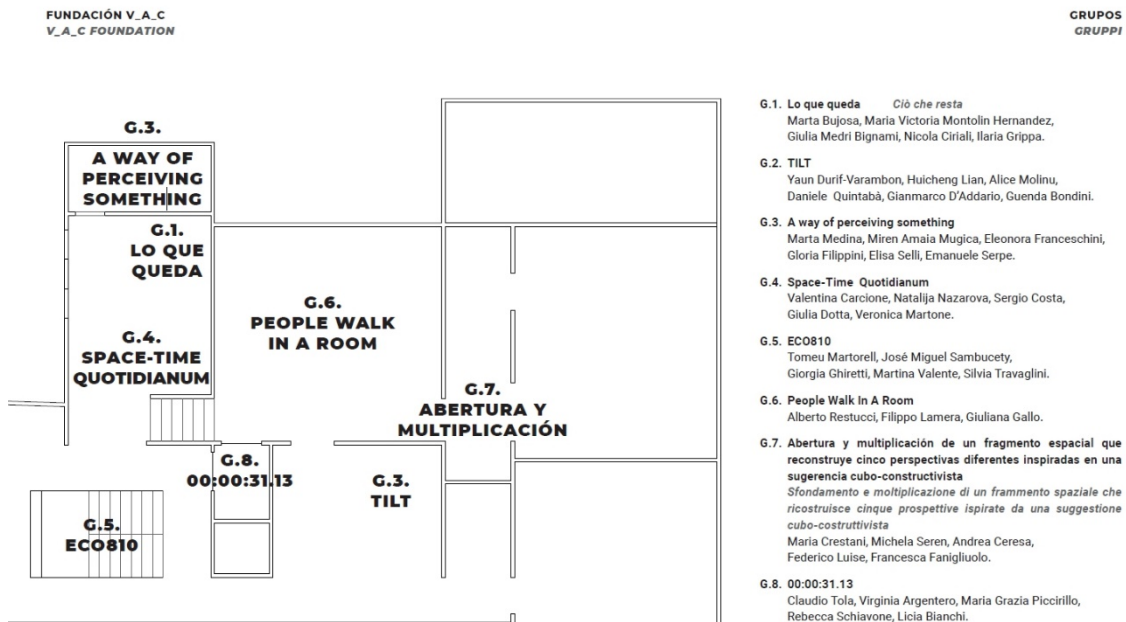 FUNDACIÓN V_A_C
V_A_C FOUNDATION
GRUPOS
GRUPPI
G.3.
A WAY OF
PERCEIVING
SOMETHING
G.1.
LO QUE
QUEDA
G.6.
PEOPLE WALK
IN A ROOM
G.4.
SPACE-TIME
QUOTIDIANUM
G.7.
ABERTURA Y
MULTIPLICACIÓN
G.8.
00:00:31.13
G.3.
TILT
G.5.
ECO810
G.1. Lo que queda Ciò che resta
Marta Bujosa, Maria Victoria Montolin Hernandez,
Giulia Medri Bignami, Nicola Ciriali, Ilaria Grippa.
G.2. TILT
Yaun Durif-Varambon, Huicheng Lian, Alice Molinu,
Daniele Quintabà, Gianmarco D'Addario, Guenda Bondini.
G.3. A way of perceiving something
Marta Medina, Miren Amaia Mugica, Eleonora Franceschini,
Gloria Filippini, Elisa Selli, Emanuele Serpe.
G.4. Space-Time Quotidianum
Valentina Carcione, Natalija Nazarova, Sergio Costa,
Giulia Dotta, Veronica Martone.
G.5. ECO810
Tomeu Martorell, José Miguel Sambucety,
Giorgia Ghiretti, Martina Valente, Silvia Travaglini.
G.6. People Walk In A Room
Alberto Restucci, Filippo Lamera, Giuliana Gallo.
G.7. Abertura y multiplicación de un fragmento espacial que
reconstruye cinco perspectivas diferentes inspiradas en una
sugerencia cubo-constructivista
Sfondamento e moltiplicazione di un frammento spaziale che
ricostruisce cinque prospettive ispirate da una suggestione
cubo-costruttivista
Maria Crestani, Michela Seren, Andrea Ceresa,
Federico Luise, Francesca Fanigliuolo.
G.8. 00:00:31.13
Claudio Tola, Virginia Argentero, Maria Grazia Piccirillo,
Rebecca Schiavone, Licia Bianchi.